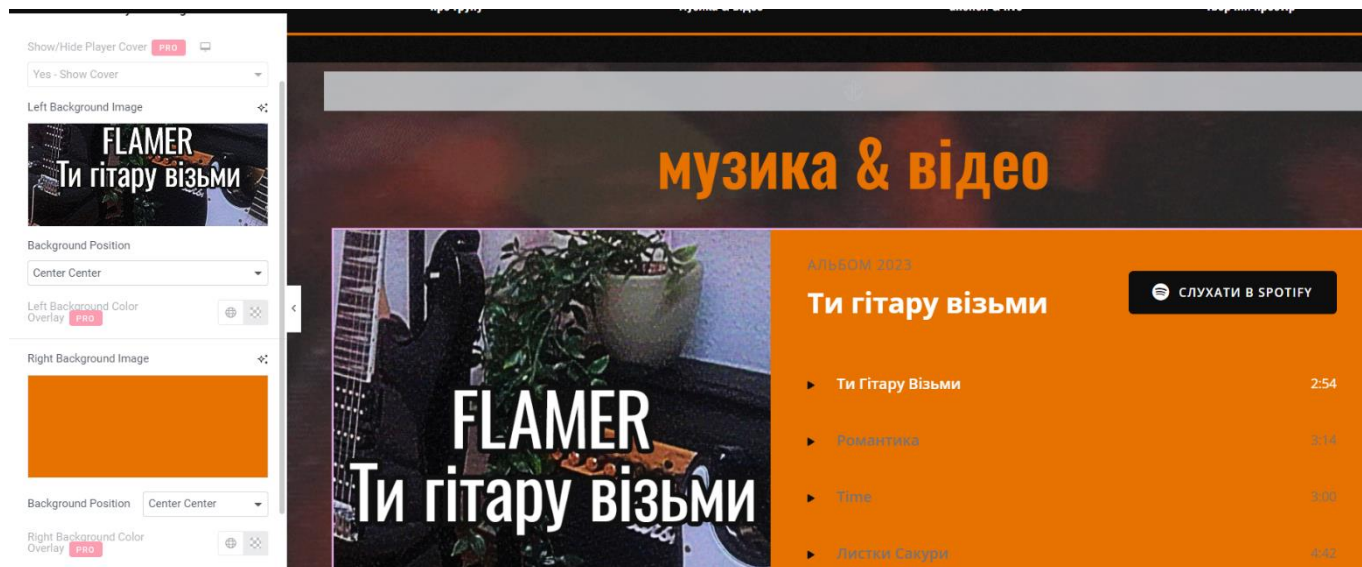 Show/Hide Player Cover PRO
Yes - Show Cover
Left Background Image
FLAMER
Ти гітару візьми
Background Position
Center Center
Left Background Color
Overlay PRO
Right Background Image
Background Position Center Center
Right Background Color
Overlay PRO
музика & відео
FLAMER
Ти гітару візьми
АЛЬБОМ 2023
Ти гітару візьми
СЛУХАТИ В SPOTIFY
Ти Гітару Візьми 2:54
Романтика 3:14
Time 3:00
Листки Сакури 4:42